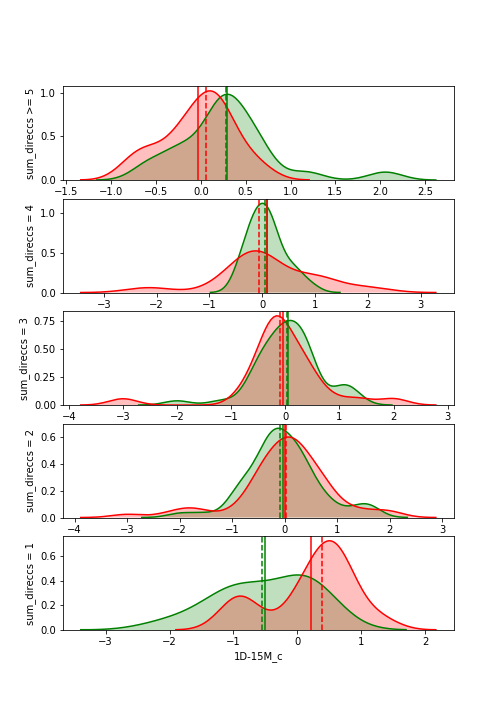 sum_direccs >= 5
1.0
0.5
0.0
−1.5 −1.0 −0.5 0.0 0.5 1.0 1.5 2.0 2.5
sum_direccs = 4
1.0
0.5
0.0
−3 −2 −1 0 1 2 3
sum_direccs = 3
0.75
0.50
0.25
0.00
−4 −3 −2 −1 0 1 2 3
sum_direccs = 2
0.6
0.4
0.2
0.0
−4 −3 −2 −1 0 1 2 3
sum_direccs = 1
0.6
0.4
0.2
0.0
−3 −2 −1 0 1 2
1D-15M_c